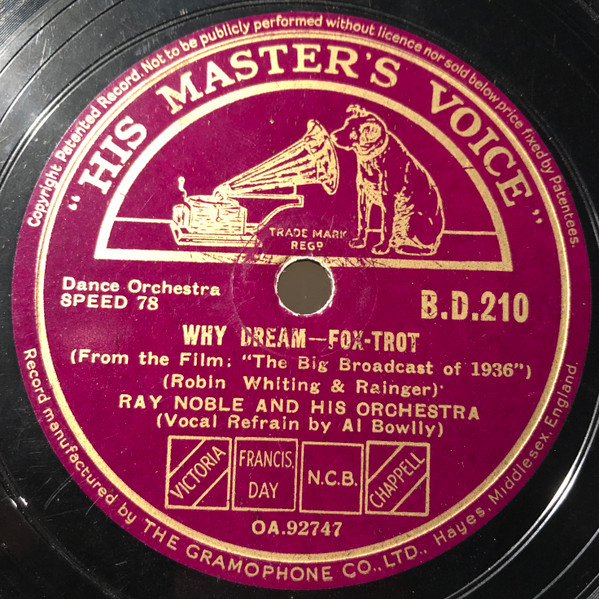 Copyright Patented Record. Not to be publicly performed without licence nor sold below price fixed by Patentees.
"HIS MASTER'S VOICE"
TRADE MARK
REGD
Dance Orchestra
SPEED 78
B.D.210
WHY DREAM—FOX-TROT
(From the Film: "The Big Broadcast of 1936")
(Robin Whiting & Rainger)
RAY NOBLE AND HIS ORCHESTRA
(Vocal Refrain by Al Bowlly)
VICTORIA
FRANCIS,
DAY
N.C.B.
CHAPPELL
OA.92747
Record manufactured by THE GRAMOPHONE CO., LTD., Hayes, Middlesex, England.